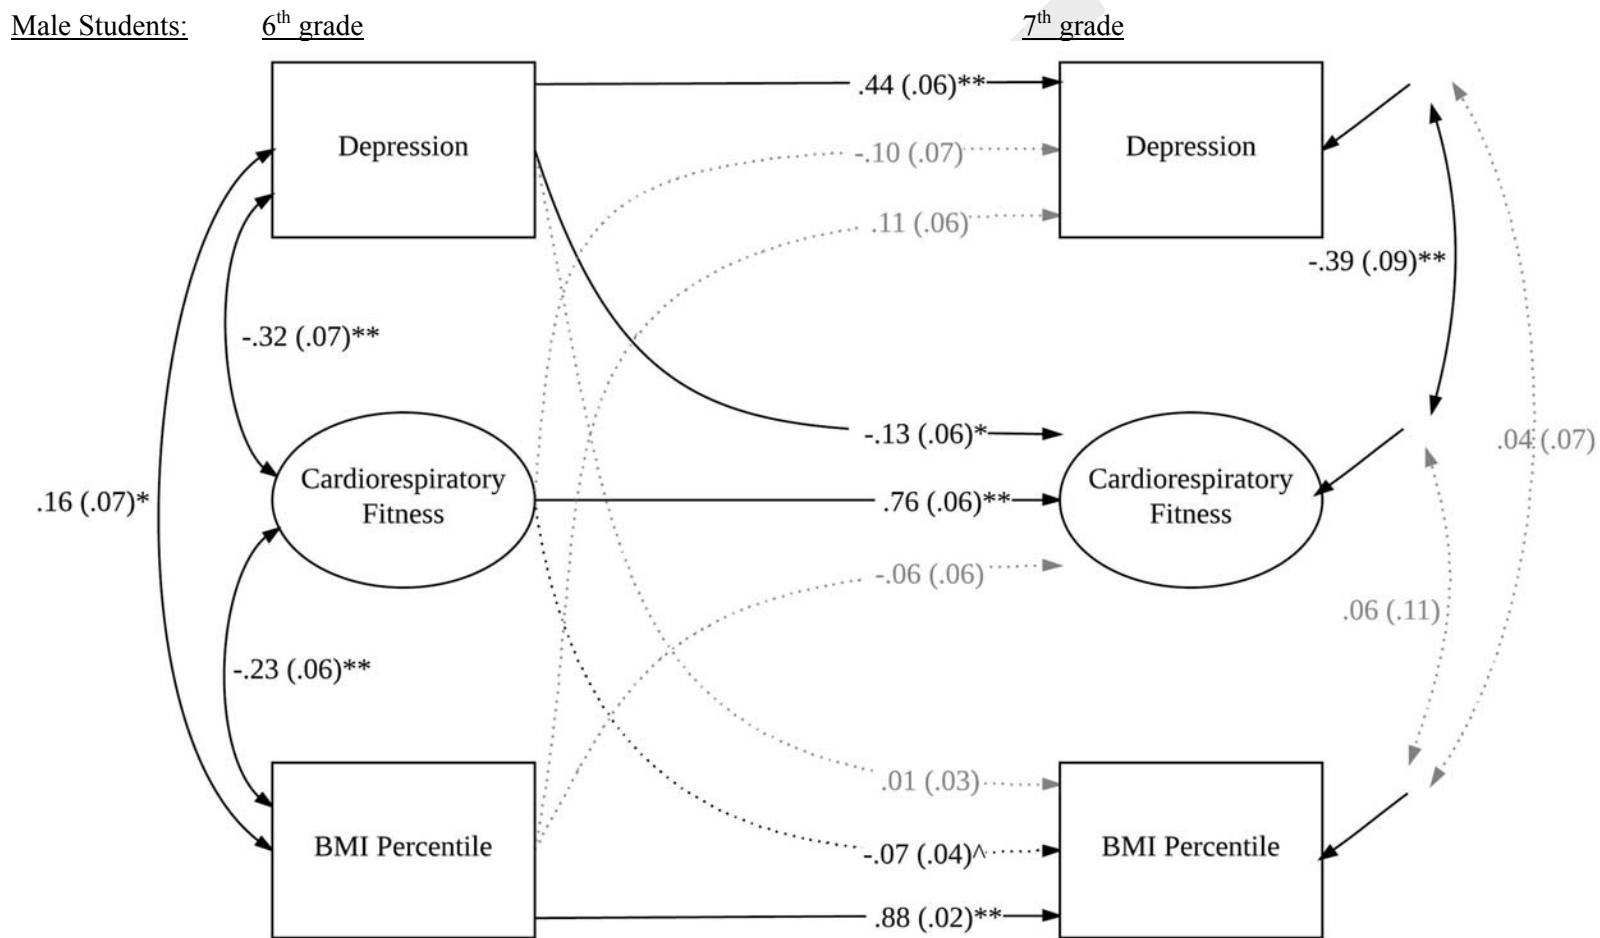 Male Students: 6th grade 7th grade
.44 (.06)**
Depression -.10 (.07) Depression
.11 (.06)
-.39 (.09)**
-.32 (.07)**
-.13 (.06)* .04 (.07)
Cardiorespiratory Cardiorespiratory
.16 (.07)* .76 (.06)**
Fitness Fitness
-.06 (.06)
.06 (.11)
-.23 (.06)**
.01 (.03)
BMI Percentile -.07 (.04)^ BMI Percentile
.88 (.02)**